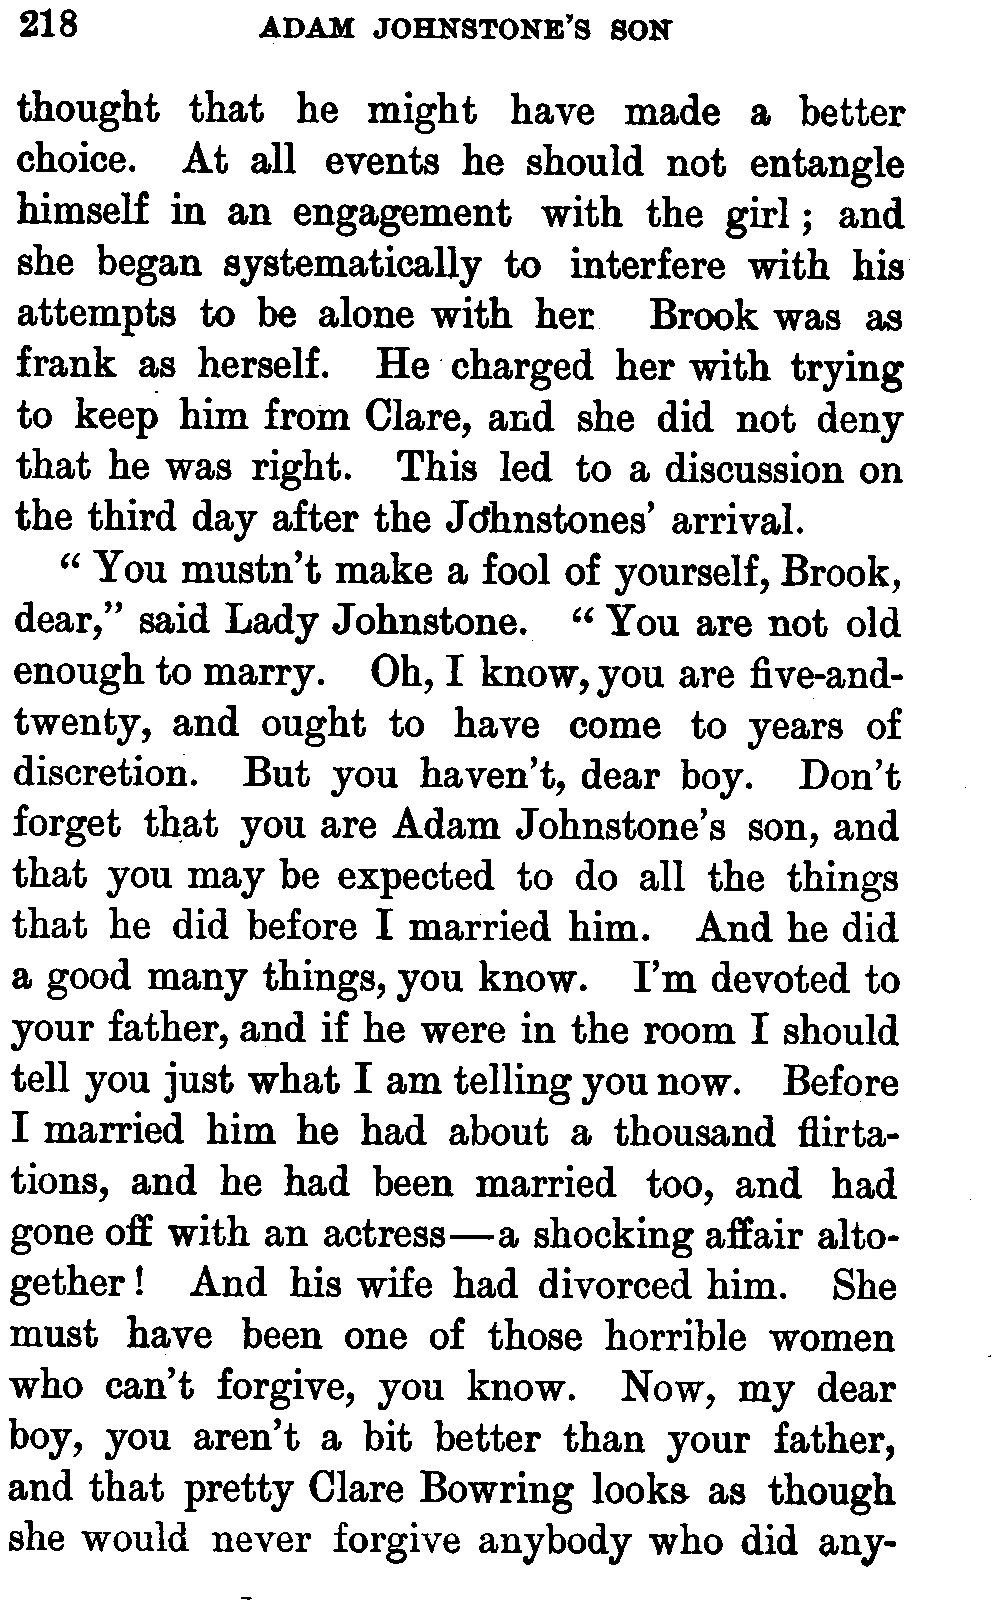 218 ADAM JOHNSTONE'S SON
thought that he might have made a better
choice. At all events he should not entangle
himself in an engagement with the girl ; and
she began systematically to interfere with his
attempts to be alone with her Brook was as
frank as herself. He charged her with trying
to keep him from Clare, and she did not deny
that he was right. This led to a discussion on
the third day after the Johnstones' arrival.
“ You mustn't make a fool of yourself, Brook,
dear,” said Lady Johnstone. “ You are not old
enough to marry. Oh, I know, you are five-and-
twenty, and ought to have come to years of
discretion. But you haven't, dear boy. Don't
forget that you are Adam Johnstone's son, and
that you may be expected to do all the things
that he did before I married him. And he did
a good many things, you know. I'm devoted to
your father, and if he were in the room I should
tell you just what I am telling you now. Before
I married him he had about a thousand flirta-
tions, and he had been married too, and had
gone off with an actress—a shocking affair alto-
gether ! And his wife had divorced him. She
must have been one of those horrible women
who can't forgive, you know. Now, my dear
boy, you aren't a bit better than your father,
and that pretty Clare Bowring looks as though
she would never forgive anybody who did any-